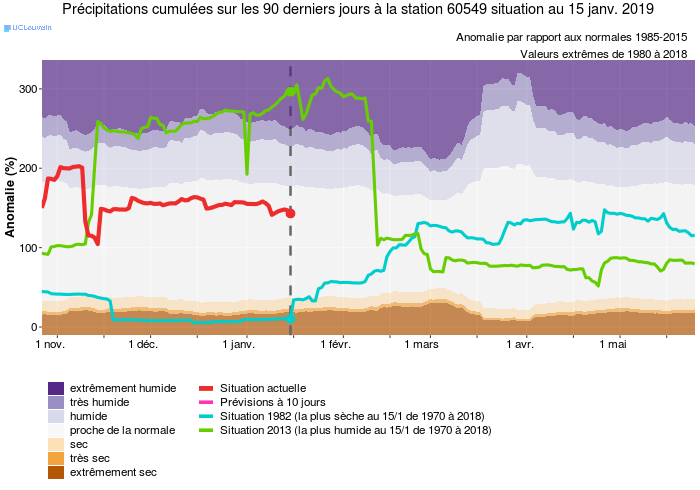 Précipitations cumulées sur les 90 derniers jours à la station 60549 situation au 15 janv. 2019
UCLouvain
Anomalie par rapport aux normales 1985-2015
Valeurs extrêmes de 1980 à 2018
Anomalie (%)
300
200
100
0
1 nov.
1 déc.
1 janv.
1 févr.
1 mars
1 avr.
1 mai
extrêmement humide
très humide
humide
proche de la normale
sec
très sec
extrêmement sec
Situation actuelle
Prévisions à 10 jours
Situation 1982 (la plus sèche au 15/1 de 1970 à 2018)
Situation 2013 (la plus humide au 15/1 de 1970 à 2018)